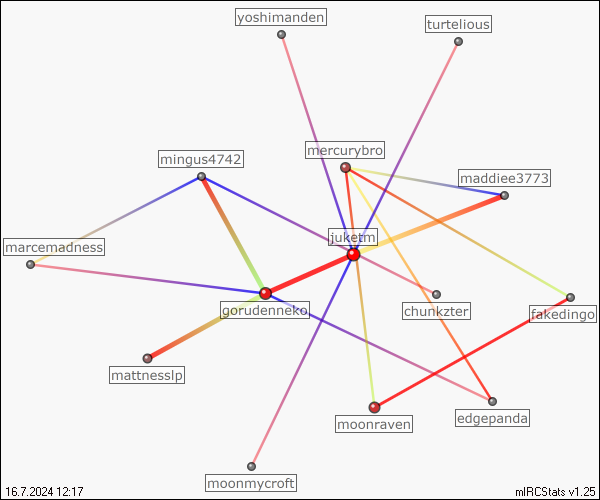 yoshimanden
turtelious
mercurybro
mingus4742
maddiee3773
juketm
marcemadness
gorudenneko
chunkzter
fakedingo
mattnesslp
edgepanda
moonraven
moonmycroft
16.7.2024 12:17
mIRCStats v1.25